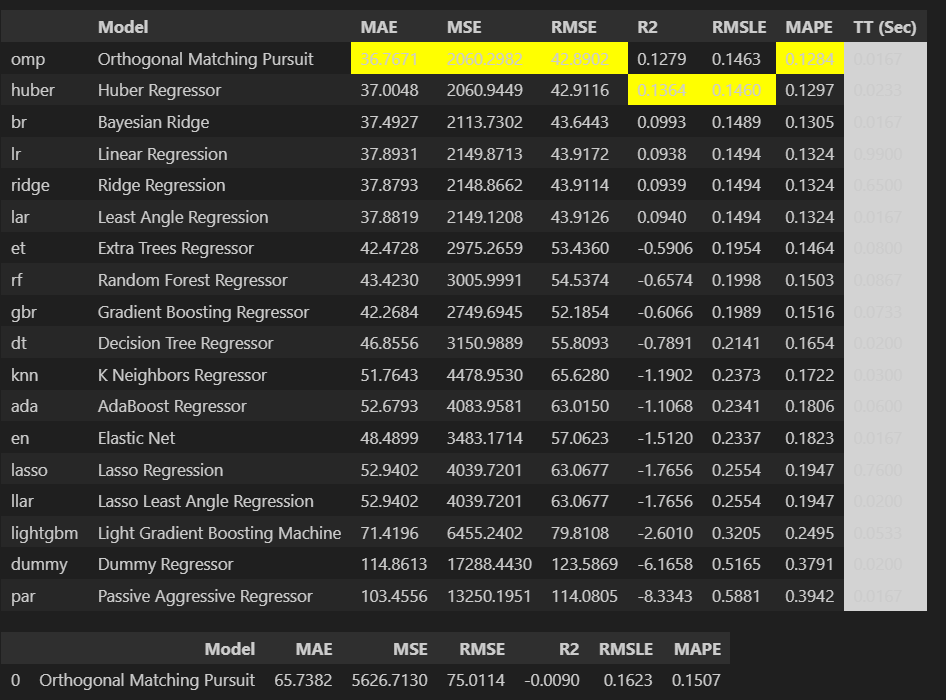 Model MAE MSE RMSE R2 RMSLE MAPE TT (Sec)
omp Orthogonal Matching Pursuit 36.7671 2060.2982 42.8902 0.1279 0.1463 0.1284 0.0167
huber Huber Regressor 37.0048 2060.9449 42.9116 0.1364 0.1460 0.1297 0.0233
br Bayesian Ridge 37.4927 2113.7302 43.6443 0.0993 0.1489 0.1305 0.0167
lr Linear Regression 37.8931 2149.8713 43.9172 0.0938 0.1494 0.1324 0.9900
ridge Ridge Regression 37.8793 2148.8662 43.9114 0.0939 0.1494 0.1324 0.6500
lar Least Angle Regression 37.8819 2149.1208 43.9126 0.0940 0.1494 0.1324 0.0167
et Extra Trees Regressor 42.4728 2975.2659 53.4360 -0.5906 0.1954 0.1464 0.0800
rf Random Forest Regressor 43.4230 3005.9991 54.5374 -0.6574 0.1998 0.1503 0.0867
gbr Gradient Boosting Regressor 42.2684 2749.6945 52.1854 -0.6066 0.1989 0.1516 0.0733
dt Decision Tree Regressor 46.8556 3150.9889 55.8093 -0.7891 0.2141 0.1654 0.0200
knn K Neighbors Regressor 51.7643 4478.9530 65.6280 -1.1902 0.2373 0.1722 0.0300
ada AdaBoost Regressor 52.6793 4083.9581 63.0150 -1.1068 0.2341 0.1806 0.0600
en Elastic Net 48.4899 3483.1714 57.0623 -1.5120 0.2337 0.1823 0.0167
lasso Lasso Regression 52.9402 4039.7201 63.0677 -1.7656 0.2554 0.1947 0.7600
llar Lasso Least Angle Regression 52.9402 4039.7201 63.0677 -1.7656 0.2554 0.1947 0.0200
lightgbm Light Gradient Boosting Machine 71.4196 6455.2402 79.8108 -2.6010 0.3205 0.2495 0.0533
dummy Dummy Regressor 114.8613 17288.4430 123.5869 -6.1658 0.5165 0.3791 0.0200
par Passive Aggressive Regressor 103.4556 13250.1951 114.0805 -8.3343 0.5881 0.3942 0.0167
Model MAE MSE RMSE R2 RMSLE MAPE
0 Orthogonal Matching Pursuit 65.7382 5626.7130 75.0114 -0.0090 0.1623 0.1507